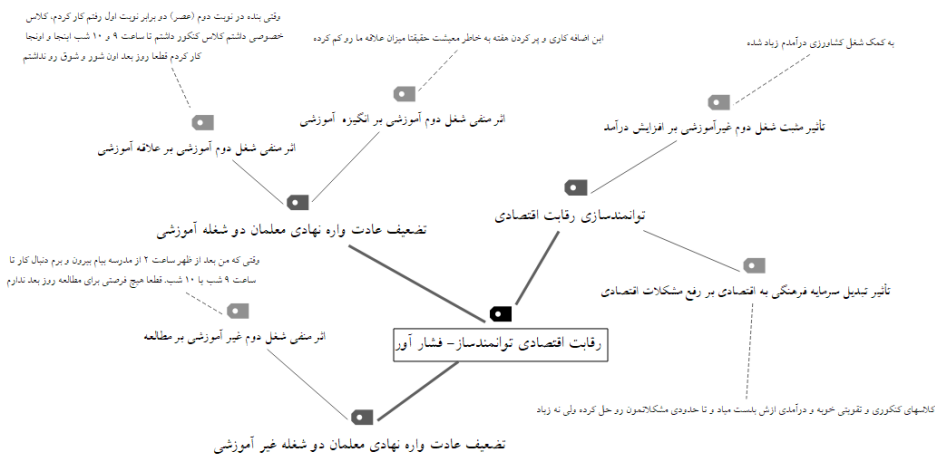 وقتی بنده در نوبت دوم (عصر) دو برابر نوبت اول رفتم کار کردم، کلاس
خصوصی داشتم کلاس کنکور داشتم تا ساعت ۹ و ۱۰ شب اینجا و اونجا
کار کردم قطعا روز بعد اون شور و شوق رو نداشتم
این اضافه کاری و پر کردن هفته به خاطر معیشت حقیقتا میزان علاقه ما رو کم کرده
به کمک شغل کشاورزی درآمدم زیاد شده
اثر منفی شغل دوم آموزشی بر انگیزه آموزشی
تأثیر مثبت شغل دوم غیرآموزشی بر افزایش درآمد
اثر منفی شغل دوم آموزشی بر علاقه آموزشی
توانمندسازی رقابت اقتصادی
تضعیف عادت واره نهادی معلمان دو شغله آموزشی
وقتی که من بعد از ظهر ساعت ۲ از مدرسه بیام بیرون و برم دنبال کار تا
ساعت ۹ شب یا ۱۰ شب. قطعا هیچ فرصتی برای مطالعه روز بعد ندارم
تأثیر تبدیل سرمایه فرهنگی به اقتصادی بر رفع مشکلات اقتصادی
اثر منفی شغل دوم غیر آموزشی بر مطالعه
رقابت اقتصادی توانمندساز- فشار آور
کلاسهای کنکوری و تقویتی خوبه و درآمدی ازش بدست میاد و تا حدودی مشکلاتمون رو حل کرده ولی نه زیاد
تضعیف عادت واره نهادی معلمان دو شغله غیر آموزشی